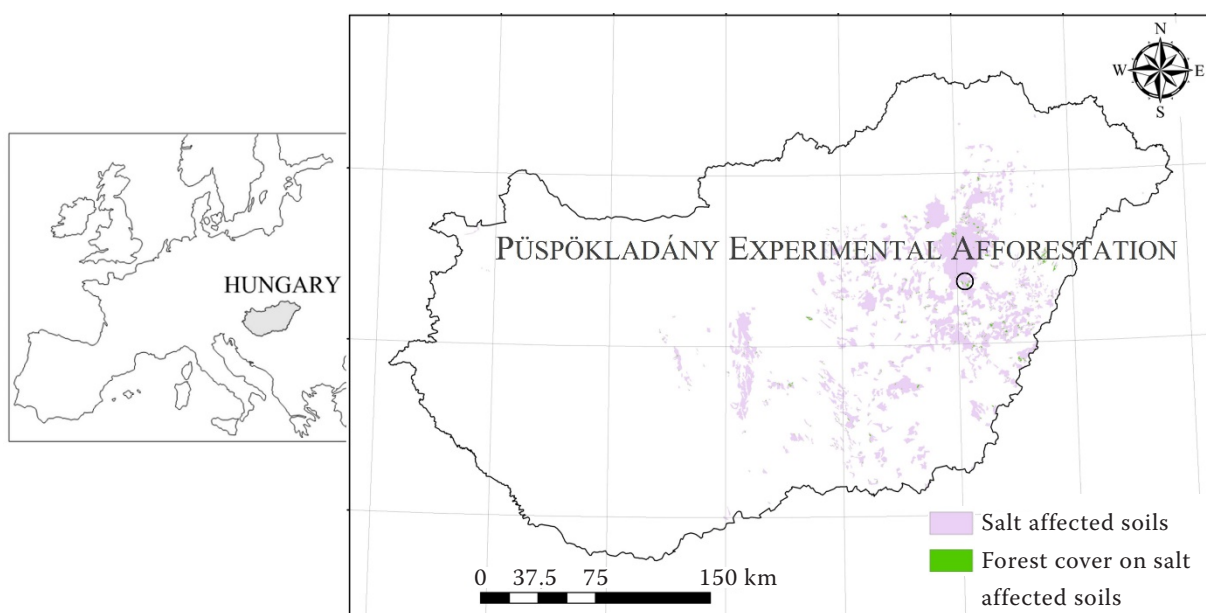 N
W E
S
HUNGARY
PÜSPÖKLADÁNY EXPERIMENTAL AFFORESTATION
Salt affected soils
Forest cover on salt
affected soils
0 37.5 75 150 km